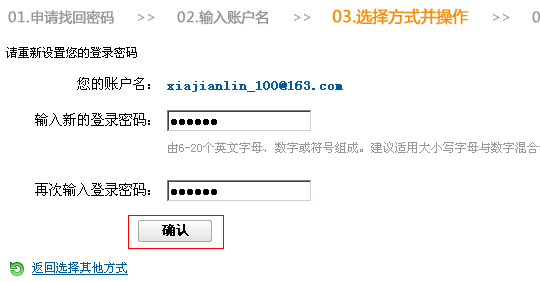 01.申请找回密码 >> 02.输入账户名 >> 03.选择方式并操作 >> 0
请重新设置您的登录密码
您的账户名： xiajianlin_100@163.com
输入新的登录密码： ●●●●●●
由6-20个英文字母、数字或符号组成。建议适用大小写字母与数字混合
再次输入登录密码： ●●●●●●
确认
返回选择其他方式